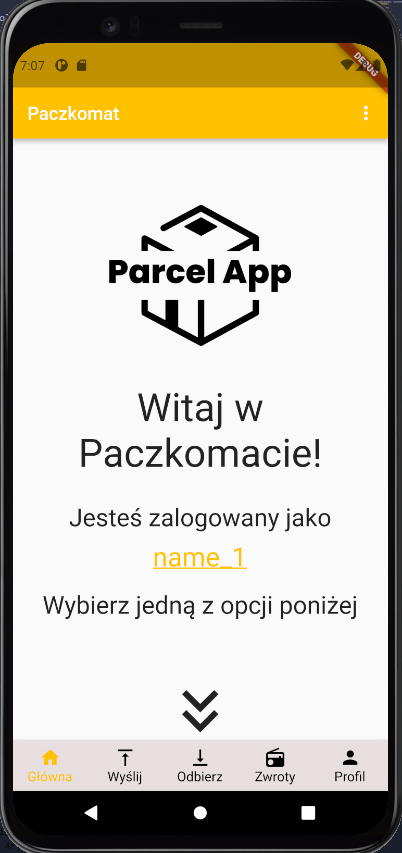 7:07
DEBUG
Paczkomat
Parcel App
Witaj w
Paczkomacie!
Jesteś zalogowany jako
name_1
Wybierz jedną z opcji poniżej
Główna Wyślij Odbierz Zwroty Profil